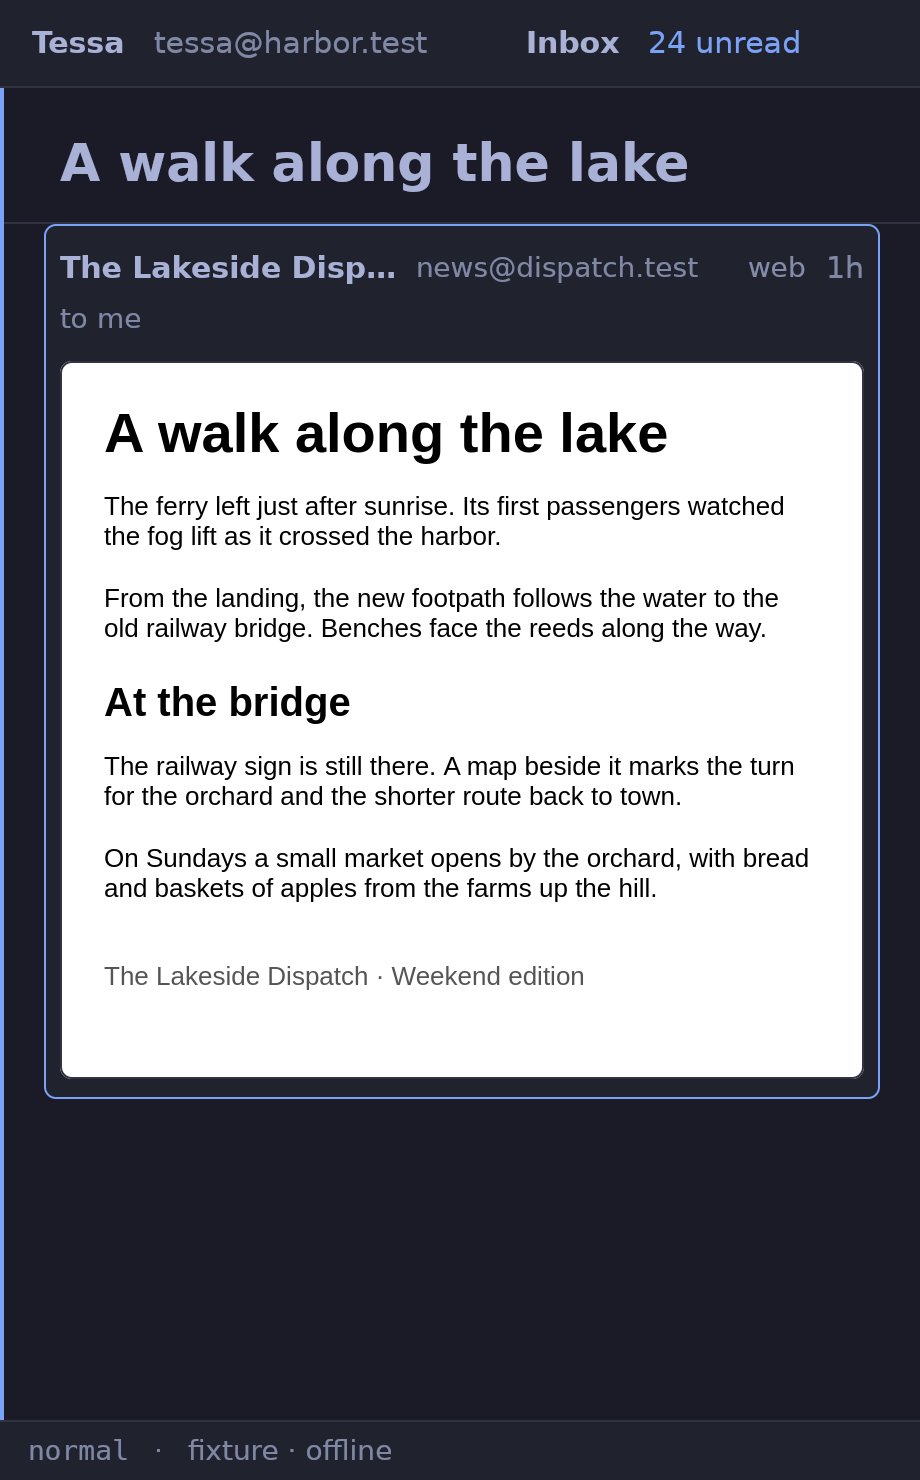 Tessa tessa@harbor.test Inbox 24 unread
A walk along the lake
The Lakeside Disp… news@dispatch.test web 1h
to me
A walk along the lake
The ferry left just after sunrise. Its first passengers watched
the fog lift as it crossed the harbor.
From the landing, the new footpath follows the water to the
old railway bridge. Benches face the reeds along the way.
At the bridge
The railway sign is still there. A map beside it marks the turn
for the orchard and the shorter route back to town.
On Sundays a small market opens by the orchard, with bread
and baskets of apples from the farms up the hill.
The Lakeside Dispatch · Weekend edition
normal · fixture · offline